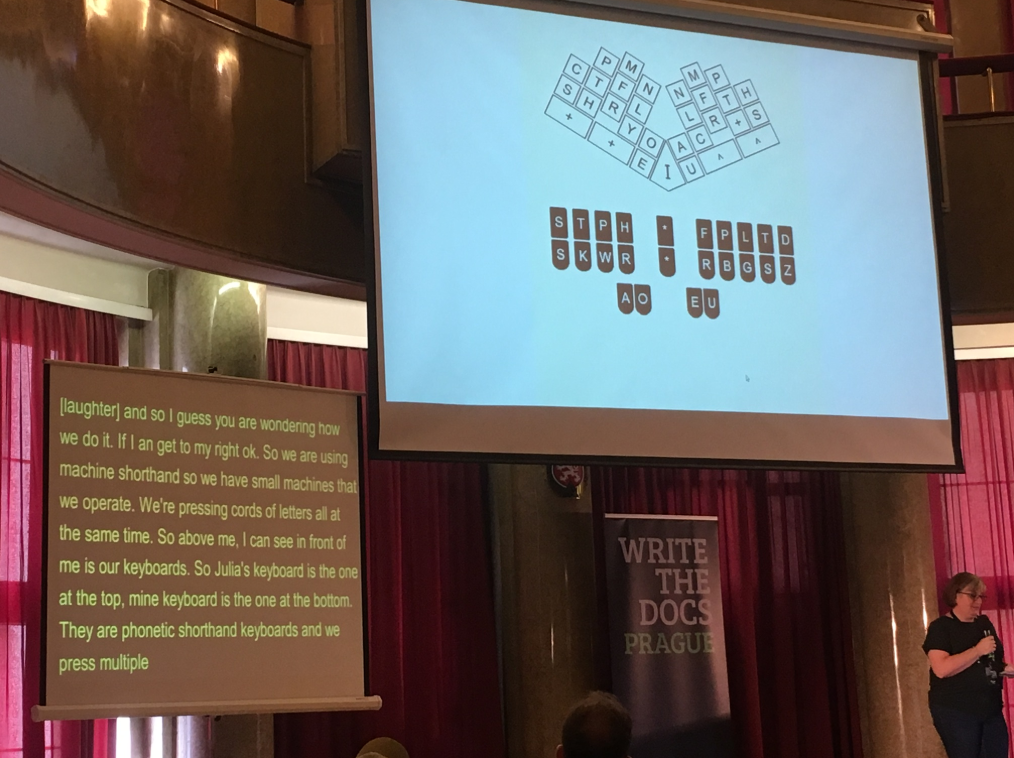 P M M P
C T F N N F T H
S H R L L R + S
+ + Y O A C ^ ^
E I U
S T P H * F P L T D
S K W R * R B G S Z
A O E U
[laughter] and so I guess you are wondering how
we do it. If I an get to my right ok. So we are using
machine shorthand so we have small machines that
we operate. We're pressing cords of letters all at
the same time. So above me, I can see in front of
me is our keyboards. So Julia's keyboard is the one
at the top, mine keyboard is the one at the bottom.
They are phonetic shorthand keyboards and we
press multiple
WRITE
THE
DOCS
PRAGUE